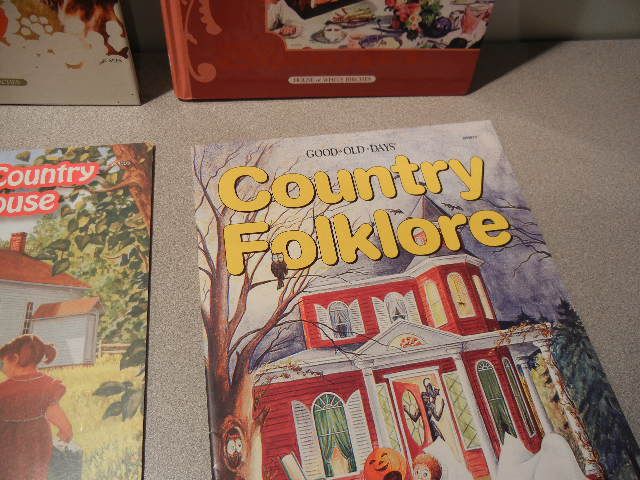 HOUSE of WHITE BIRCHES
Country
ouse
GOOD·OLD·DAYS
Country
Folklore